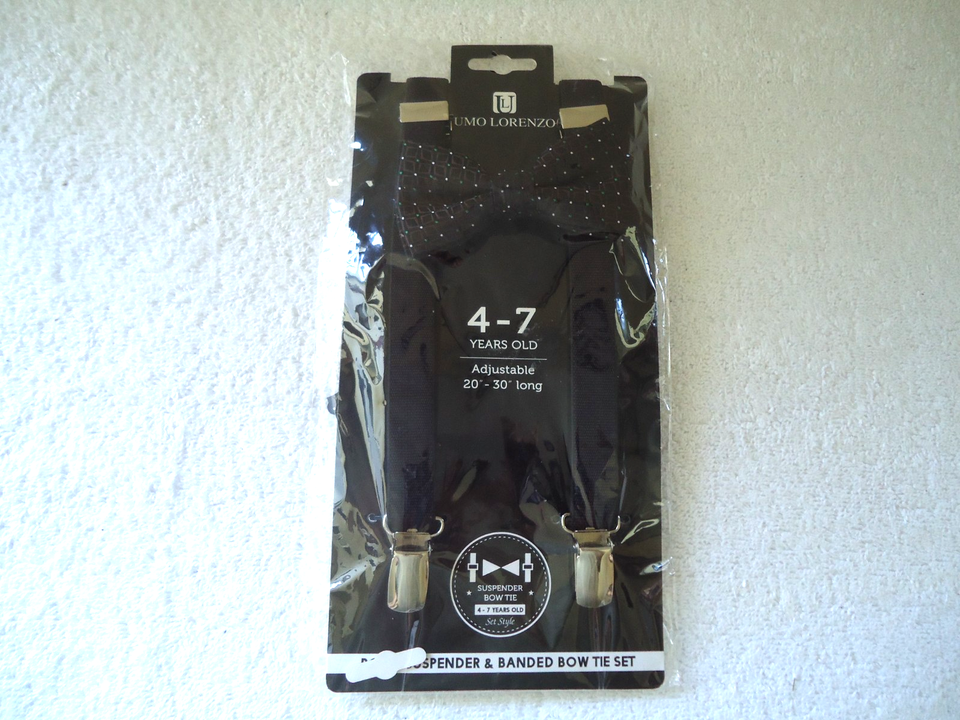 UL
UMO LORENZO
4-7
YEARS OLD
Adjustable
20″- 30″ long
SUSPENDER
BOW TIE
4 - 7 YEARS OLD
Set Style
& BANDED BOW TIE SET